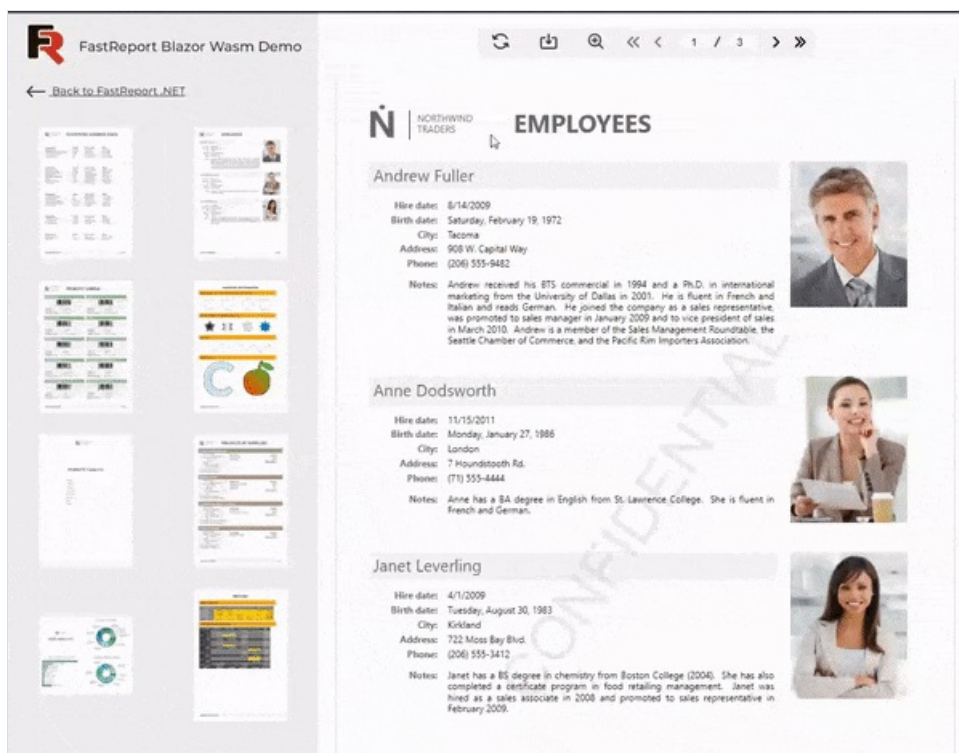 FastReport Blazor Wasm Demo
Back to FastReport .NET
1 / 3
NORTHWIND
TRADERS
EMPLOYEES
Andrew Fuller
Hire date: 8/14/2009
Birth date: Saturday, February 19, 1972
City: Tacoma
Address: 908 W. Capital Way
Phone: (206) 555-9482
Notes: Andrew received his BTS commercial in 1994 and a Ph.D. in international
marketing from the University of Dallas in 2001. He is fluent in French and
Italian and reads German. He joined the company as a sales representative,
was promoted to sales manager in January 2009 and to vice president of sales
in March 2010. Andrew is a member of the Sales Management Roundtable, the
Seattle Chamber of Commerce, and the Pacific Rim Importers Association.
Anne Dodsworth
Hire date: 11/15/2011
Birth date: Monday, January 27, 1986
City: London
Address: 7 Houndstooth Rd.
Phone: (71) 555-4444
Notes: Anne has a BA degree in English from St. Lawrence College. She is fluent in
French and German.
Janet Leverling
Hire date: 4/1/2009
Birth date: Tuesday, August 30, 1983
City: Kirkland
Address: 722 Moss Bay Blvd.
Phone: (206) 555-3412
Notes: Janet has a BS degree in chemistry from Boston College (2004). She has also
completed a certificate program in food retailing management. Janet was
hired as a sales associate in 2008 and promoted to sales representative in
February 2009.
CONFIDENTIAL